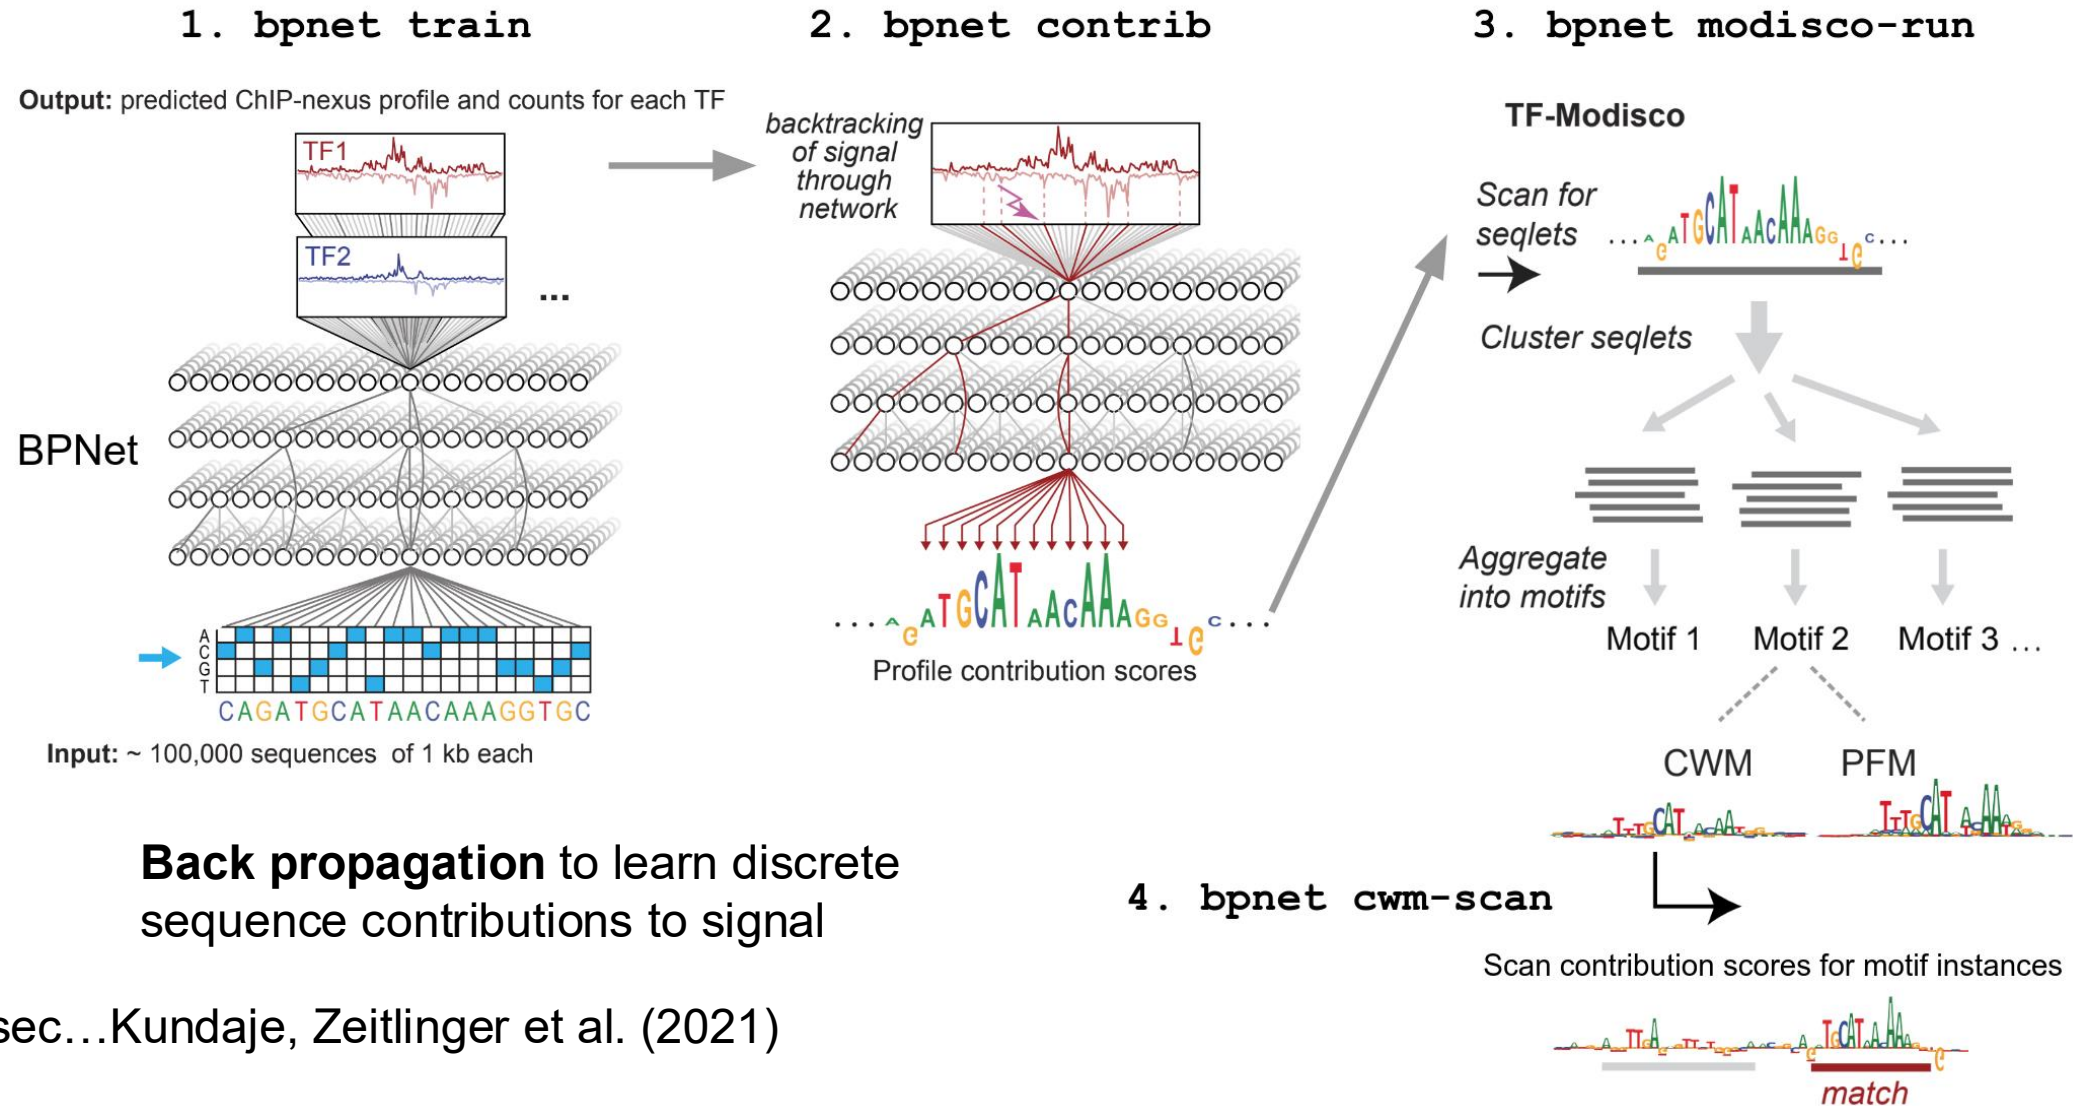 1. bpnet train
Output: predicted ChIP-nexus profile and counts for each TF
TF1
TF2
...
BPNet
A
C
G
T
CAGATGCATAACAAAGGTGC
Input: ~ 100,000 sequences of 1 kb each
2. bpnet contrib
backtracking
of signal
through
network
...AGATGCATAACAAAGGTGC...
Profile contribution scores
3. bpnet modisco-run
TF-Modisco
Scan for
seqlets
...AGATGCATAACAAAGGTGC...
Cluster seqlets
Aggregate
into motifs
Motif 1 Motif 2 Motif 3 ...
CWM PFM
Back propagation to learn discrete
sequence contributions to signal
4. bpnet cwm-scan
Scan contribution scores for motif instances
match
sec…Kundaje, Zeitlinger et al. (2021)